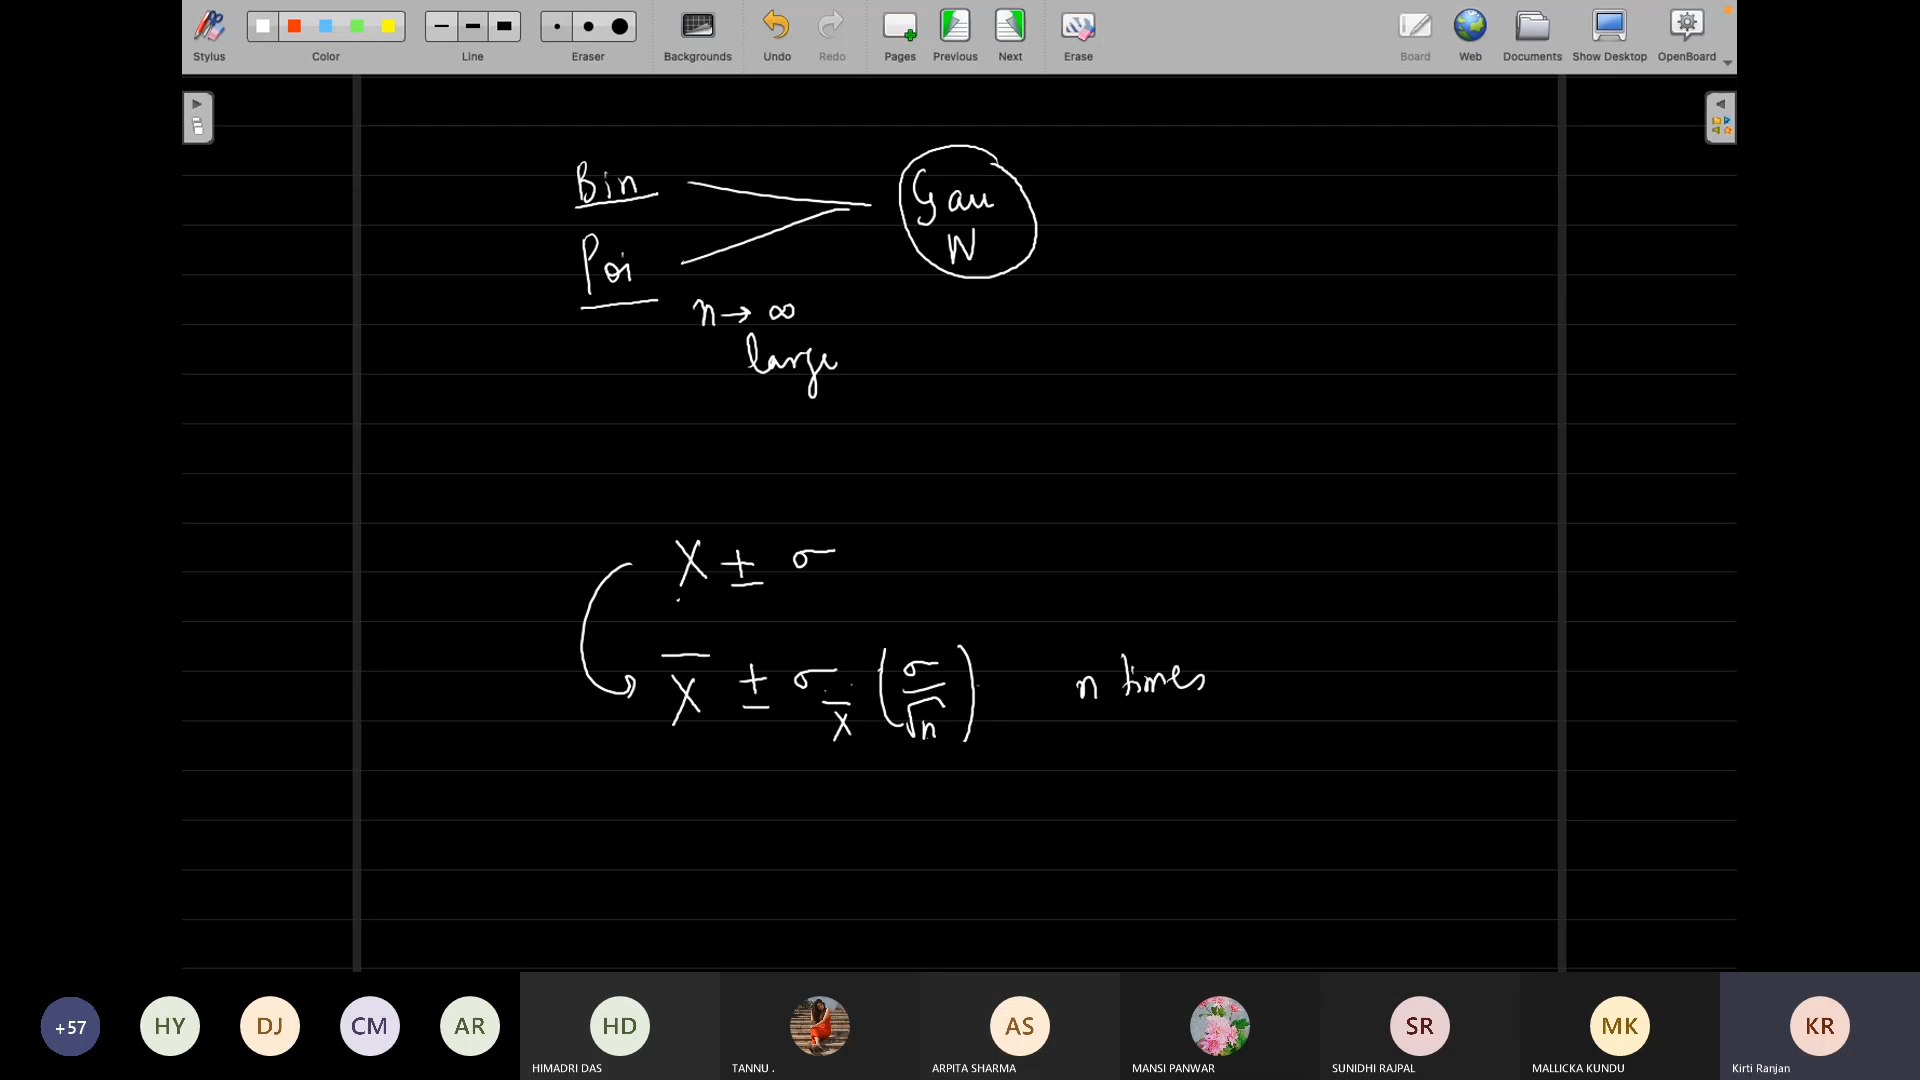 Stylus
Color
Line
Eraser
Backgrounds
Undo
Redo
Pages
Previous
Next
Erase
Board
Web
Documents
Show Desktop
OpenBoard
Bin
Poi
Gau
N
n → ∞
large
X ± σ
X̄ ± σ_X̄ (σ/√n) n times
+57
HY
DJ
CM
AR
HD
AS
SR
MK
KR
HIMADRI DAS
TANNU .
ARPITA SHARMA
MANSI PANWAR
SUNIDHI RAJPAL
MALLICKA KUNDU
Kirti Ranjan